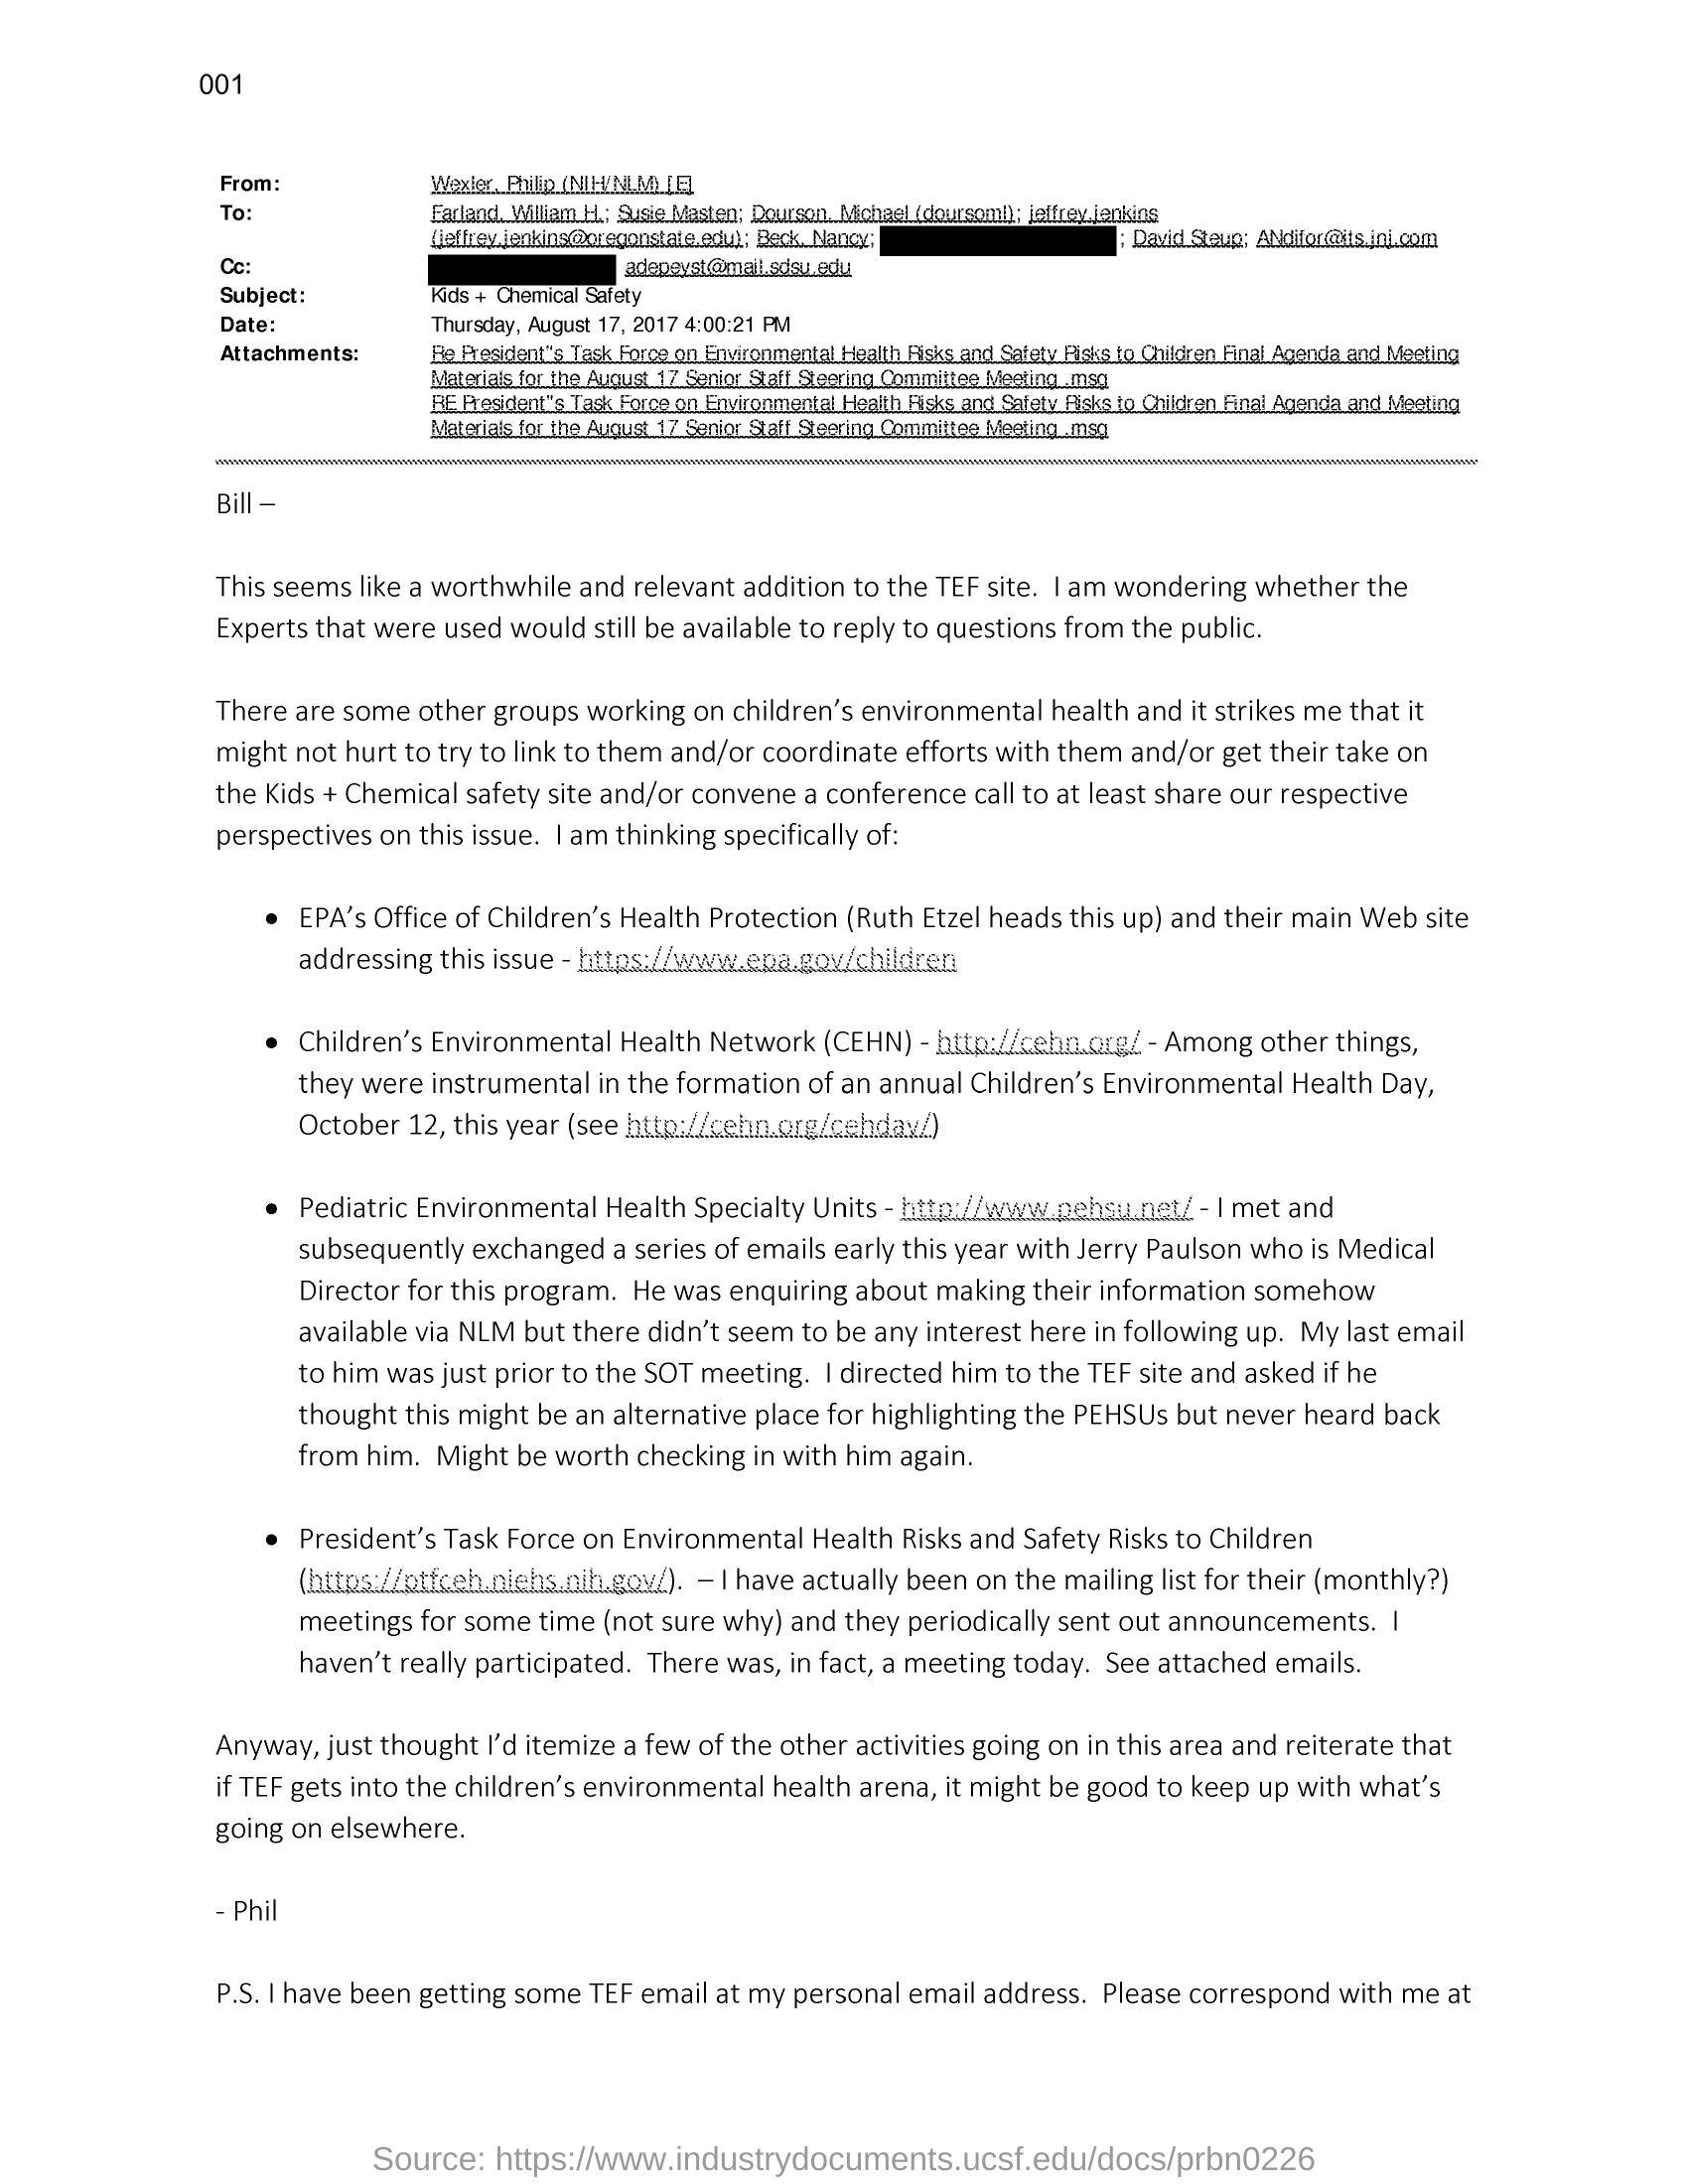 001
From: Wexler, Philip (NIH/NLM) [E]
To: Farland, William H.; Susie Masten; Dourson, Michael (doursoml); jeffrey.jenkins
(jeffrey.jenkins@oregonstate.edu); Beck, Nancy; ; David Steup; ANdifor@its.jnj.com
Cc: adepeyst@mail.sdsu.edu
Subject: Kids + Chemical Safety
Date: Thursday, August 17, 2017 4:00:21 PM
Attachments: Re President"s Task Force on Environmental Health Risks and Safety Risks to Children Final Agenda and Meeting
Materials for the August 17 Senior Staff Steering Committee Meeting .msg
RE President"s Task Force on Environmental Health Risks and Safety Risks to Children Final Agenda and Meeting
Materials for the August 17 Senior Staff Steering Committee Meeting .msg
Bill –
This seems like a worthwhile and relevant addition to the TEF site. I am wondering whether the
Experts that were used would still be available to reply to questions from the public.
There are some other groups working on children's environmental health and it strikes me that it
might not hurt to try to link to them and/or coordinate efforts with them and/or get their take on
the Kids + Chemical safety site and/or convene a conference call to at least share our respective
perspectives on this issue. I am thinking specifically of:
• EPA's Office of Children's Health Protection (Ruth Etzel heads this up) and their main Web site
addressing this issue - https://www.epa.gov/children
• Children's Environmental Health Network (CEHN) - http://cehn.org/ - Among other things,
they were instrumental in the formation of an annual Children's Environmental Health Day,
October 12, this year (see http://cehn.org/cehday/)
• Pediatric Environmental Health Specialty Units - http://www.pehsu.net/ - I met and
subsequently exchanged a series of emails early this year with Jerry Paulson who is Medical
Director for this program. He was enquiring about making their information somehow
available via NLM but there didn't seem to be any interest here in following up. My last email
to him was just prior to the SOT meeting. I directed him to the TEF site and asked if he
thought this might be an alternative place for highlighting the PEHSUs but never heard back
from him. Might be worth checking in with him again.
• President's Task Force on Environmental Health Risks and Safety Risks to Children
(https://ptfceh.niehs.nih.gov/). – I have actually been on the mailing list for their (monthly?)
meetings for some time (not sure why) and they periodically sent out announcements. I
haven't really participated. There was, in fact, a meeting today. See attached emails.
Anyway, just thought I'd itemize a few of the other activities going on in this area and reiterate that
if TEF gets into the children's environmental health arena, it might be good to keep up with what's
going on elsewhere.
- Phil
P.S. I have been getting some TEF email at my personal email address. Please correspond with me at
Source: https://www.industrydocuments.ucsf.edu/docs/prbn0226